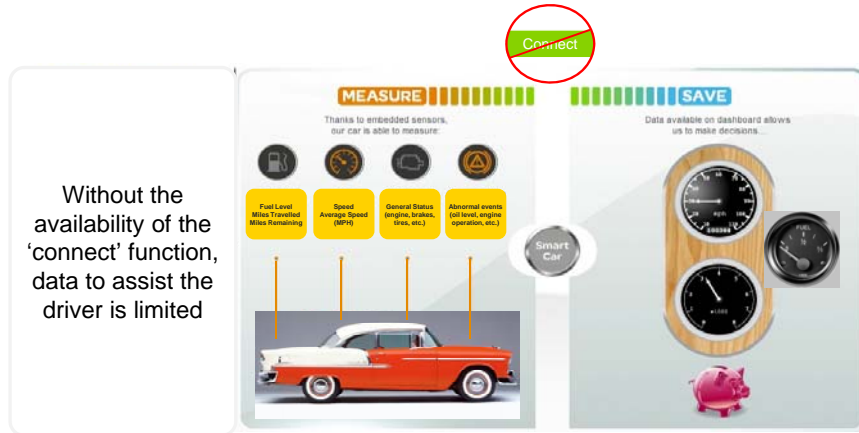 Connect
Without the
availability of the
‘connect’ function,
data to assist the
driver is limited
MEASURE
Thanks to embedded sensors,
our car is able to measure:
Fuel Level
Miles Travelled
Miles Remaining
Speed
Average Speed
(MPH)
General Status
(engine, brakes,
tires, etc.)
Abnormal events
(oil level, engine
operation, etc.)
Smart
Car
SAVE
Data available on dashboard allows
us to make decisions...
mph
FUEL